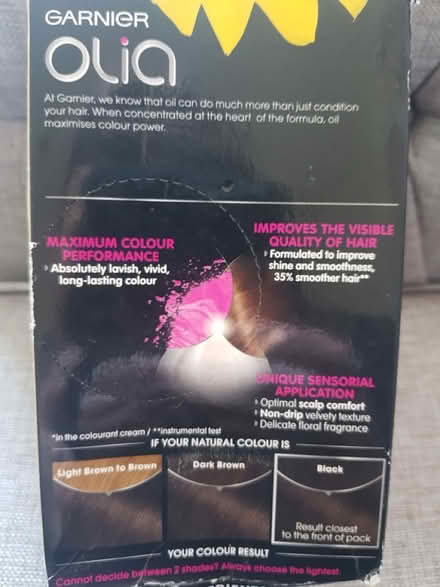 GARNIER
OLIA
At Garnier, we know that oil can do much more than just condition
your hair. When concentrated at the heart of the formula, oil
maximises colour power.
MAXIMUM COLOUR
PERFORMANCE
Absolutely lavish, vivid,
long-lasting colour
IMPROVES THE VISIBLE
QUALITY OF HAIR
Formulated to improve
shine and smoothness,
35% smoother hair**
UNIQUE SENSORIAL
APPLICATION
Optimal scalp comfort
Non-drip velvety texture
Delicate floral fragrance
*in the colourant cream / **instrumental test
IF YOUR NATURAL COLOUR IS
Light Brown to Brown
Dark Brown
Black
Result closest
to the front of pack
YOUR COLOUR RESULT
Cannot decide between 2 shades? Always choose the lightest.